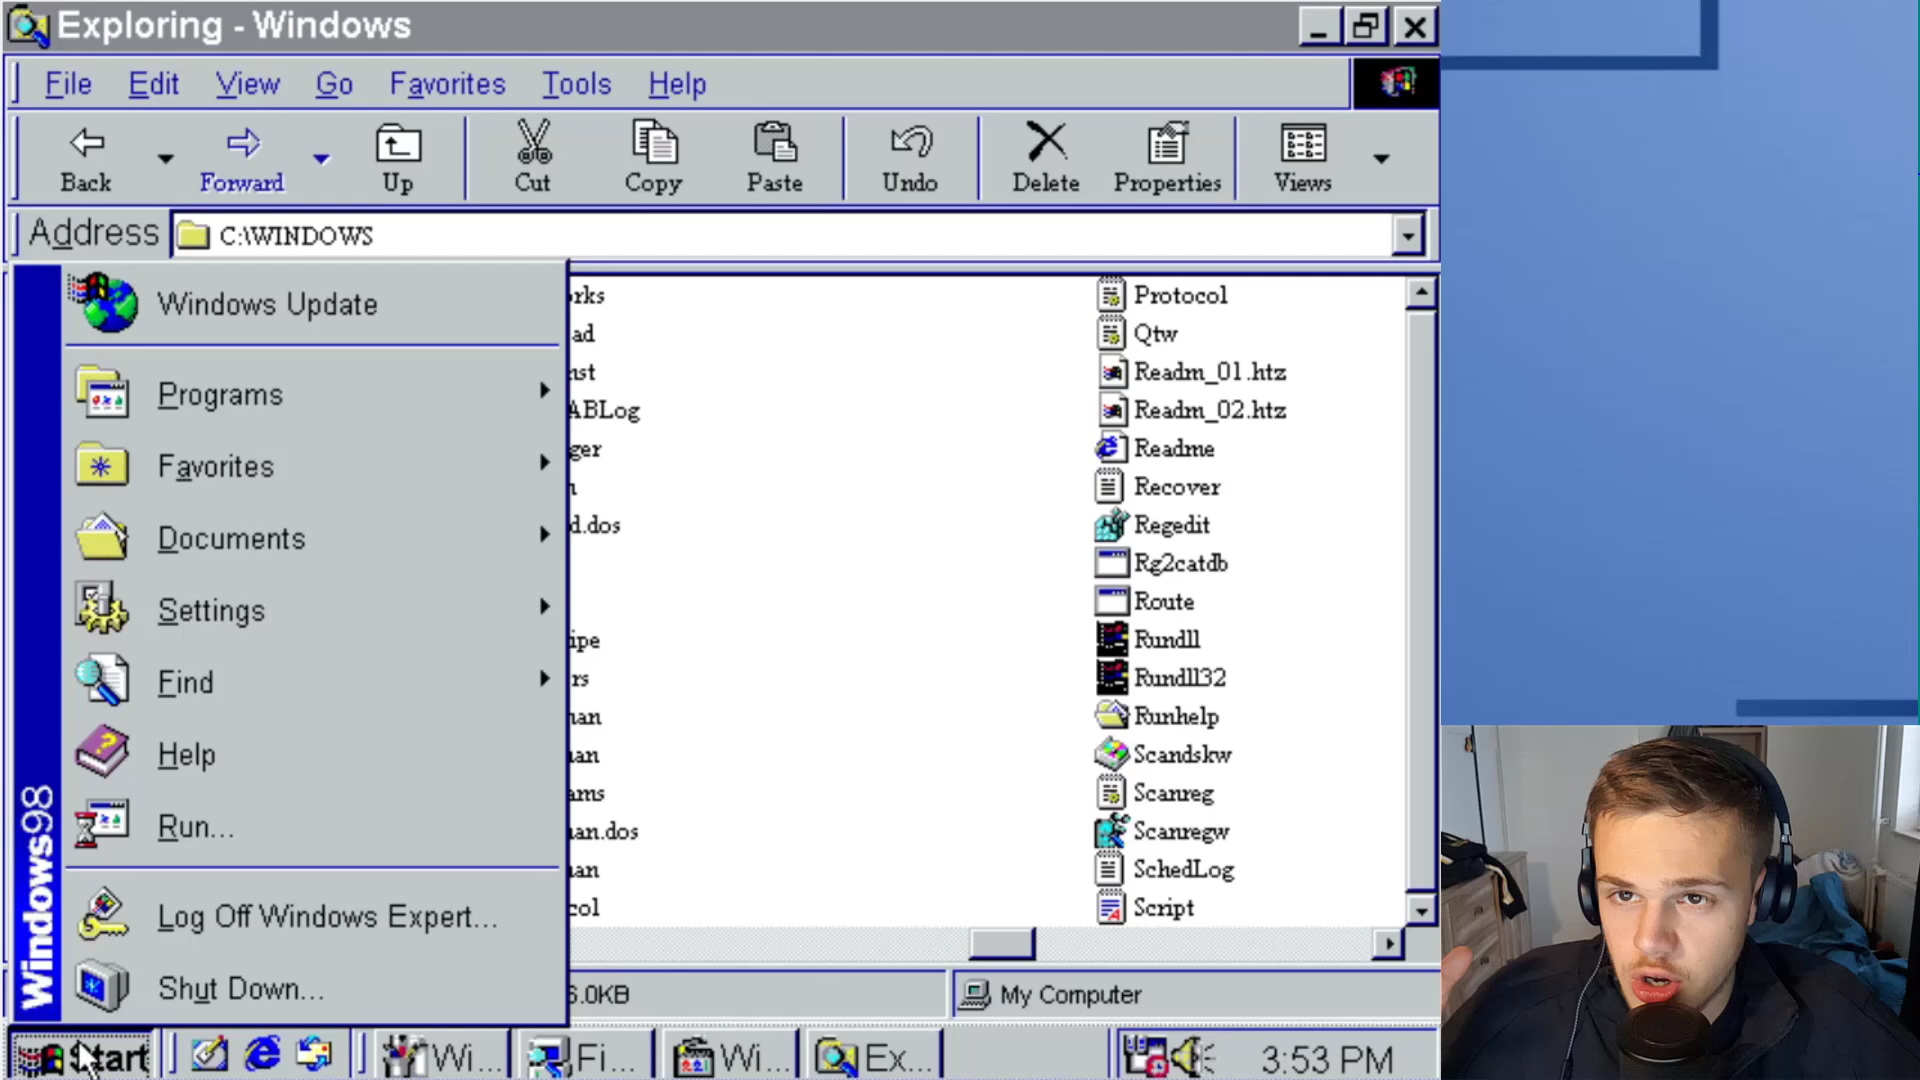 Exploring - Windows
File Edit View Go Favorites Tools Help
Back Forward Up Cut Copy Paste Undo Delete Properties Views
Address C:\WINDOWS
Windows Update
Programs
Favorites
Documents
Settings
Find
Help
Run...
Log Off Windows Expert...
Shut Down...
Windows98
rks
ad
nst
ABLog
ger
d.dos
ipe
rs
an
an
ams
an.dos
an
col
Protocol
Qtw
Readm_01.htz
Readm_02.htz
Readme
Recover
Regedit
Rg2catdb
Route
Rundll
Rundll32
Runhelp
Scandskw
Scanreg
Scanregw
SchedLog
Script
6.0KB
My Computer
Start Wi... Fi... Wi... Ex... 3:53 PM